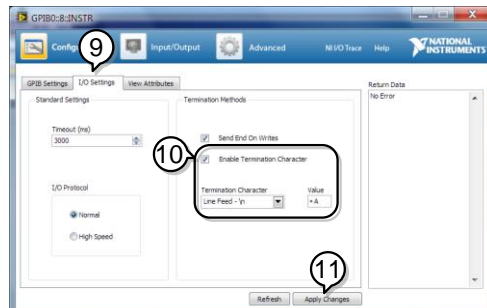 GPIB0::8::INSTR
Input/Output
Advanced
NI I/O Trace
Help
NATIONAL
INSTRUMENTS
9
GPIB Settings
I/O Settings
View Attributes
Return Data
Standard Settings
Termination Methods
No Error
Timeout (ms)
3000
Send End On Writes
10
Enable Termination Character
I/O Protocol
Termination Character
Value
Line Feed - \n
Normal
High Speed
11
Refresh
Apply Changes